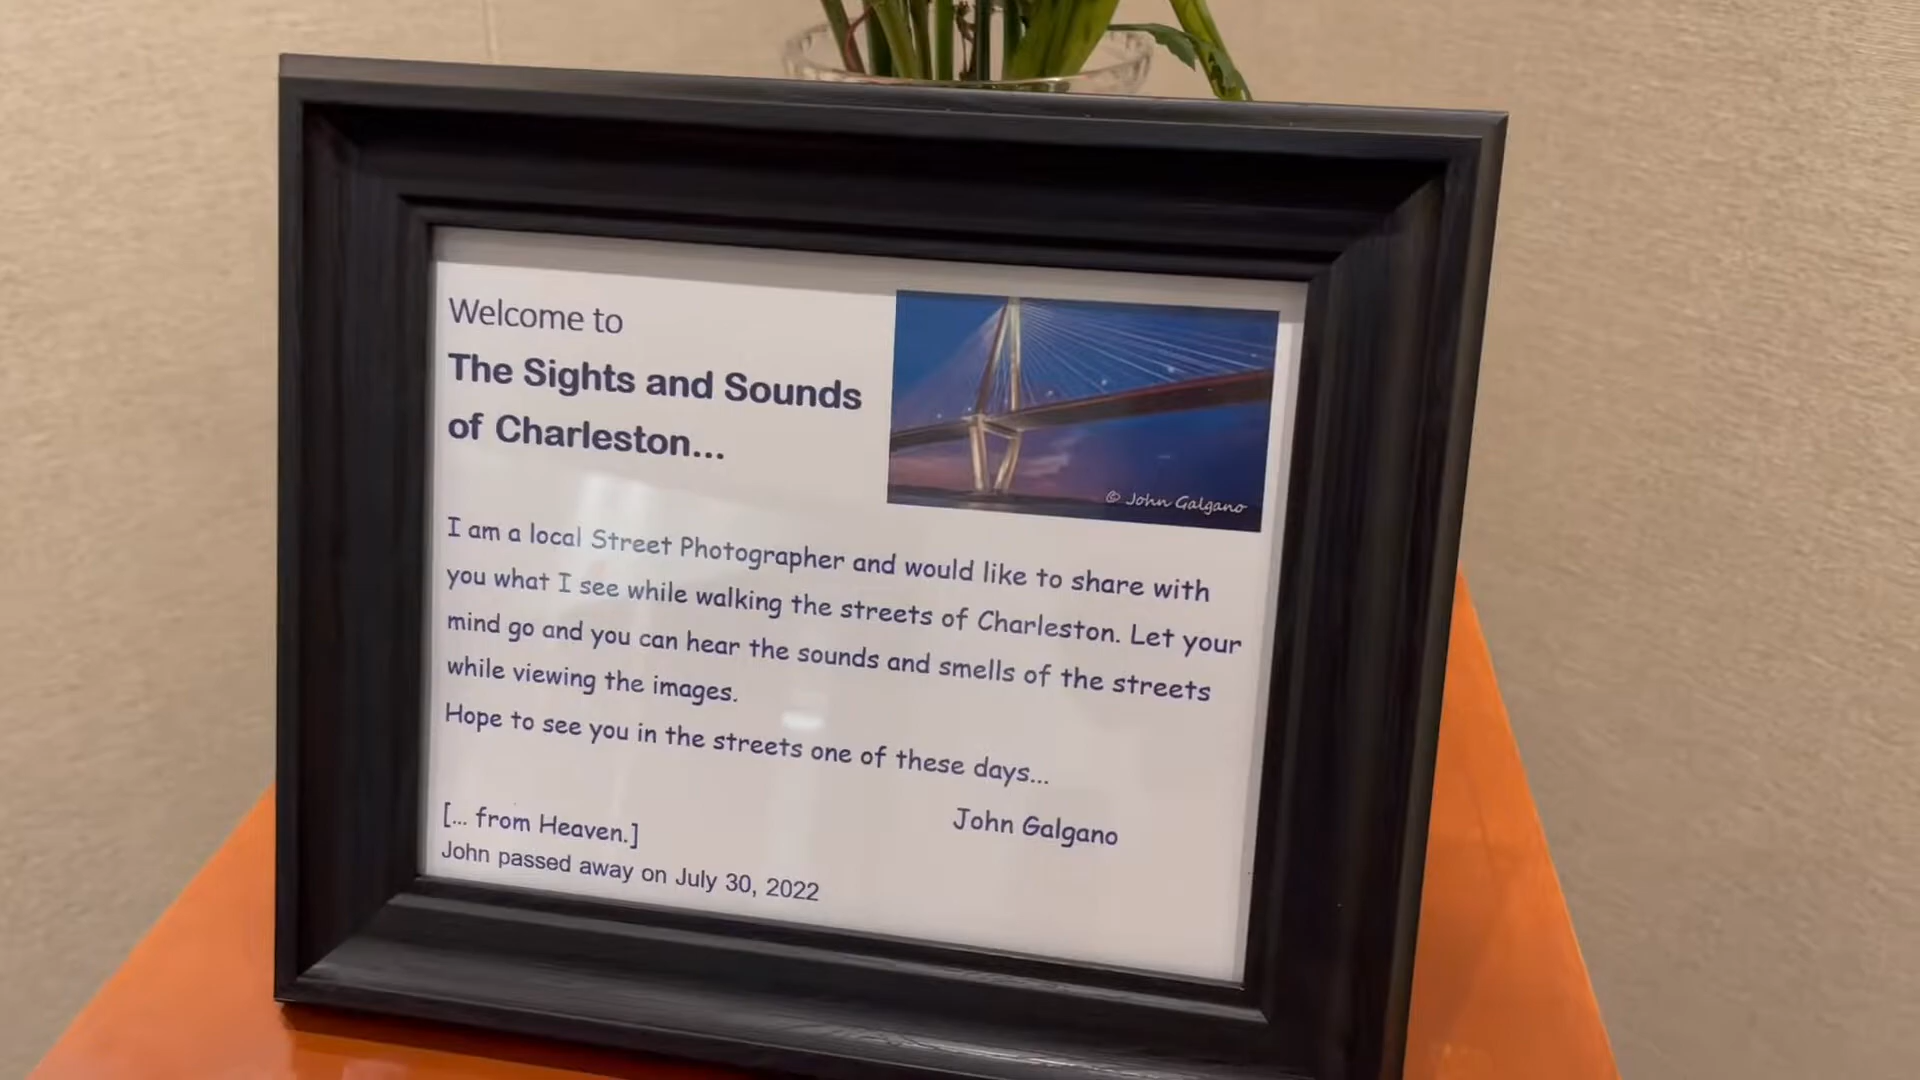 Welcome to
The Sights and Sounds
of Charleston...
© John Galgano
I am a local Street Photographer and would like to share with
you what I see while walking the streets of Charleston. Let your
mind go and you can hear the sounds and smells of the streets
while viewing the images.
Hope to see you in the streets one of these days...
John Galgano
[... from Heaven.]
John passed away on July 30, 2022